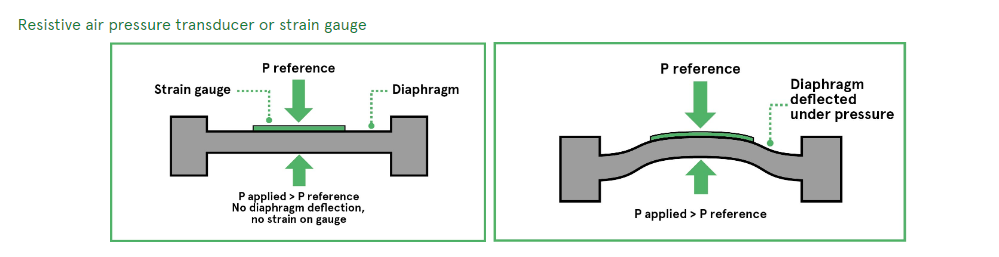 Resistive air pressure transducer or strain gauge
P reference
Strain gauge
Diaphragm
P applied > P reference
No diaphragm deflection,
no strain on gauge
P reference
Diaphragm
deflected
under pressure
P applied > P reference